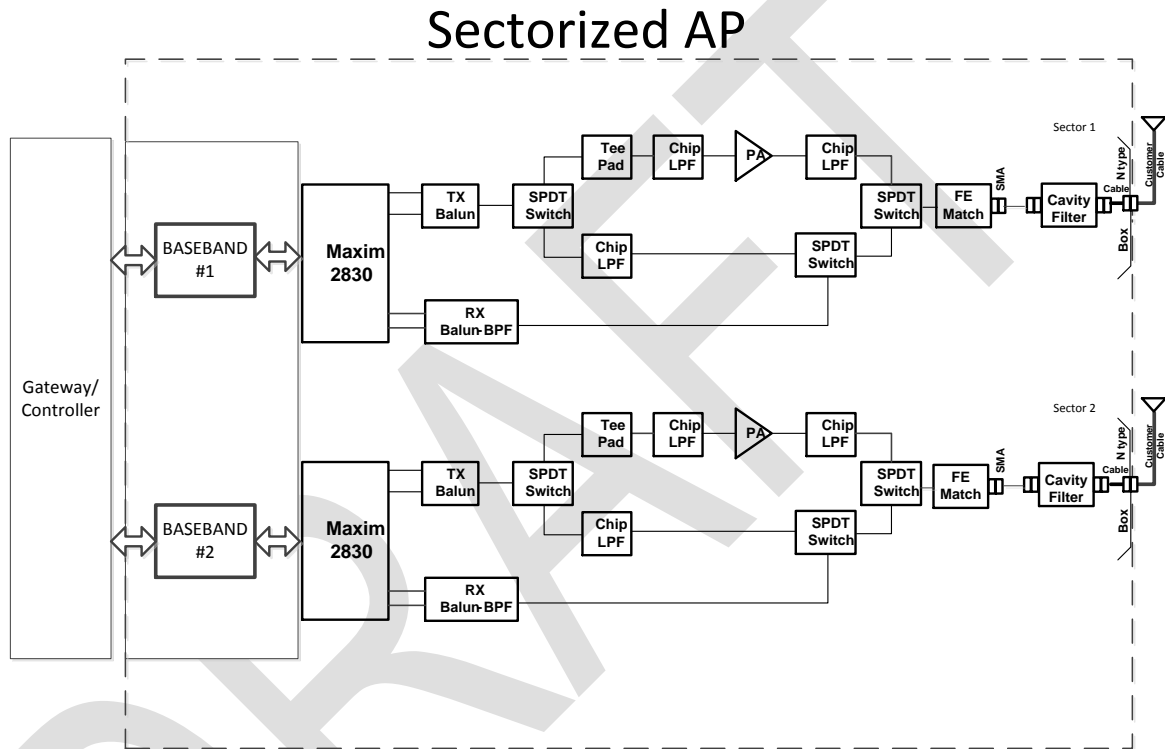 Sectorized AP
Gateway/
Controller
BASEBAND
#1
Maxim
2830
TX
Balun
SPDT
Switch
Tee
Pad
Chip
LPF
PA
Chip
LPF
Chip
LPF
SPDT
Switch
SPDT
Switch
RX
Balun-BPF
FE
Match
SMA
Cavity
Filter
Cable
Sector 1
N type
Box
Customer
Cable
BASEBAND
#2
Maxim
2830
TX
Balun
SPDT
Switch
Tee
Pad
Chip
LPF
PA
Chip
LPF
Chip
LPF
SPDT
Switch
SPDT
Switch
RX
Balun-BPF
FE
Match
SMA
Cavity
Filter
Cable
Sector 2
N type
Box
Customer
Cable
DRAFT